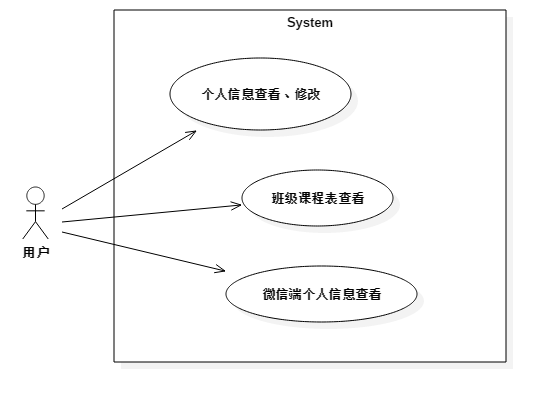 System
个人信息查看、修改
班级课程表查看
用户
微信端个人信息查看